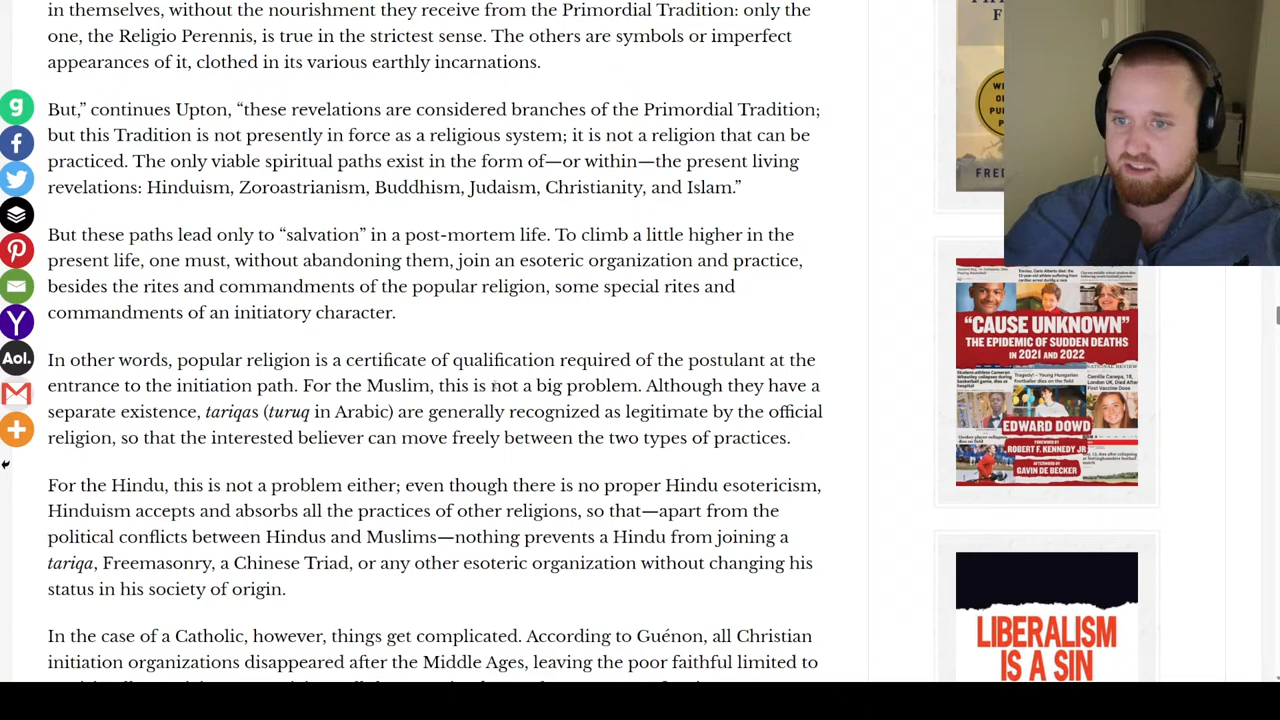 in themselves, without the nourishment they receive from the Primordial Tradition: only the
one, the Religio Perennis, is true in the strictest sense. The others are symbols or imperfect
appearances of it, clothed in its various earthly incarnations.
But,” continues Upton, “these revelations are considered branches of the Primordial Tradition;
but this Tradition is not presently in force as a religious system; it is not a religion that can be
practiced. The only viable spiritual paths exist in the form of—or within—the present living
revelations: Hinduism, Zoroastrianism, Buddhism, Judaism, Christianity, and Islam.”
But these paths lead only to “salvation” in a post-mortem life. To climb a little higher in the
present life, one must, without abandoning them, join an esoteric organization and practice,
besides the rites and commandments of the popular religion, some special rites and
commandments of an initiatory character.
In other words, popular religion is a certificate of qualification required of the postulant at the
entrance to the initiation path. For a Muslim, this is not a big problem. Although they have a
separate existence, tariqas (turuq in Arabic) are generally recognized as legitimate by the official
religion, so that the interested believer can move freely between the two types of practices.
For the Hindu, this is not a problem either. Even though there is no proper Hindu esotericism,
Hinduism accepts and absorbs all the practices of other religions, so that—apart from the
political conflicts between Hindus and Muslims—nothing prevents a Hindu from joining a
tariqa, Freemasonry, a Chinese Triad, or any other esoteric organization without changing his
status in his society of origin.
In the case of a Catholic, however, things get complicated. According to Guénon, all Christian
initiation organizations disappeared after the Middle Ages, leaving the poor faithful limited to
g
Y
Aol.
FRED
“CAUSE UNKNOWN”
THE EPIDEMIC OF SUDDEN DEATHS
IN 2021 AND 2022
NATIONAL REVIEW
EDWARD DOWD
FOREWORD BY
ROBERT F. KENNEDY JR
AFTERWORD BY
GAVIN DE BECKER
LIBERALISM
IS A SIN